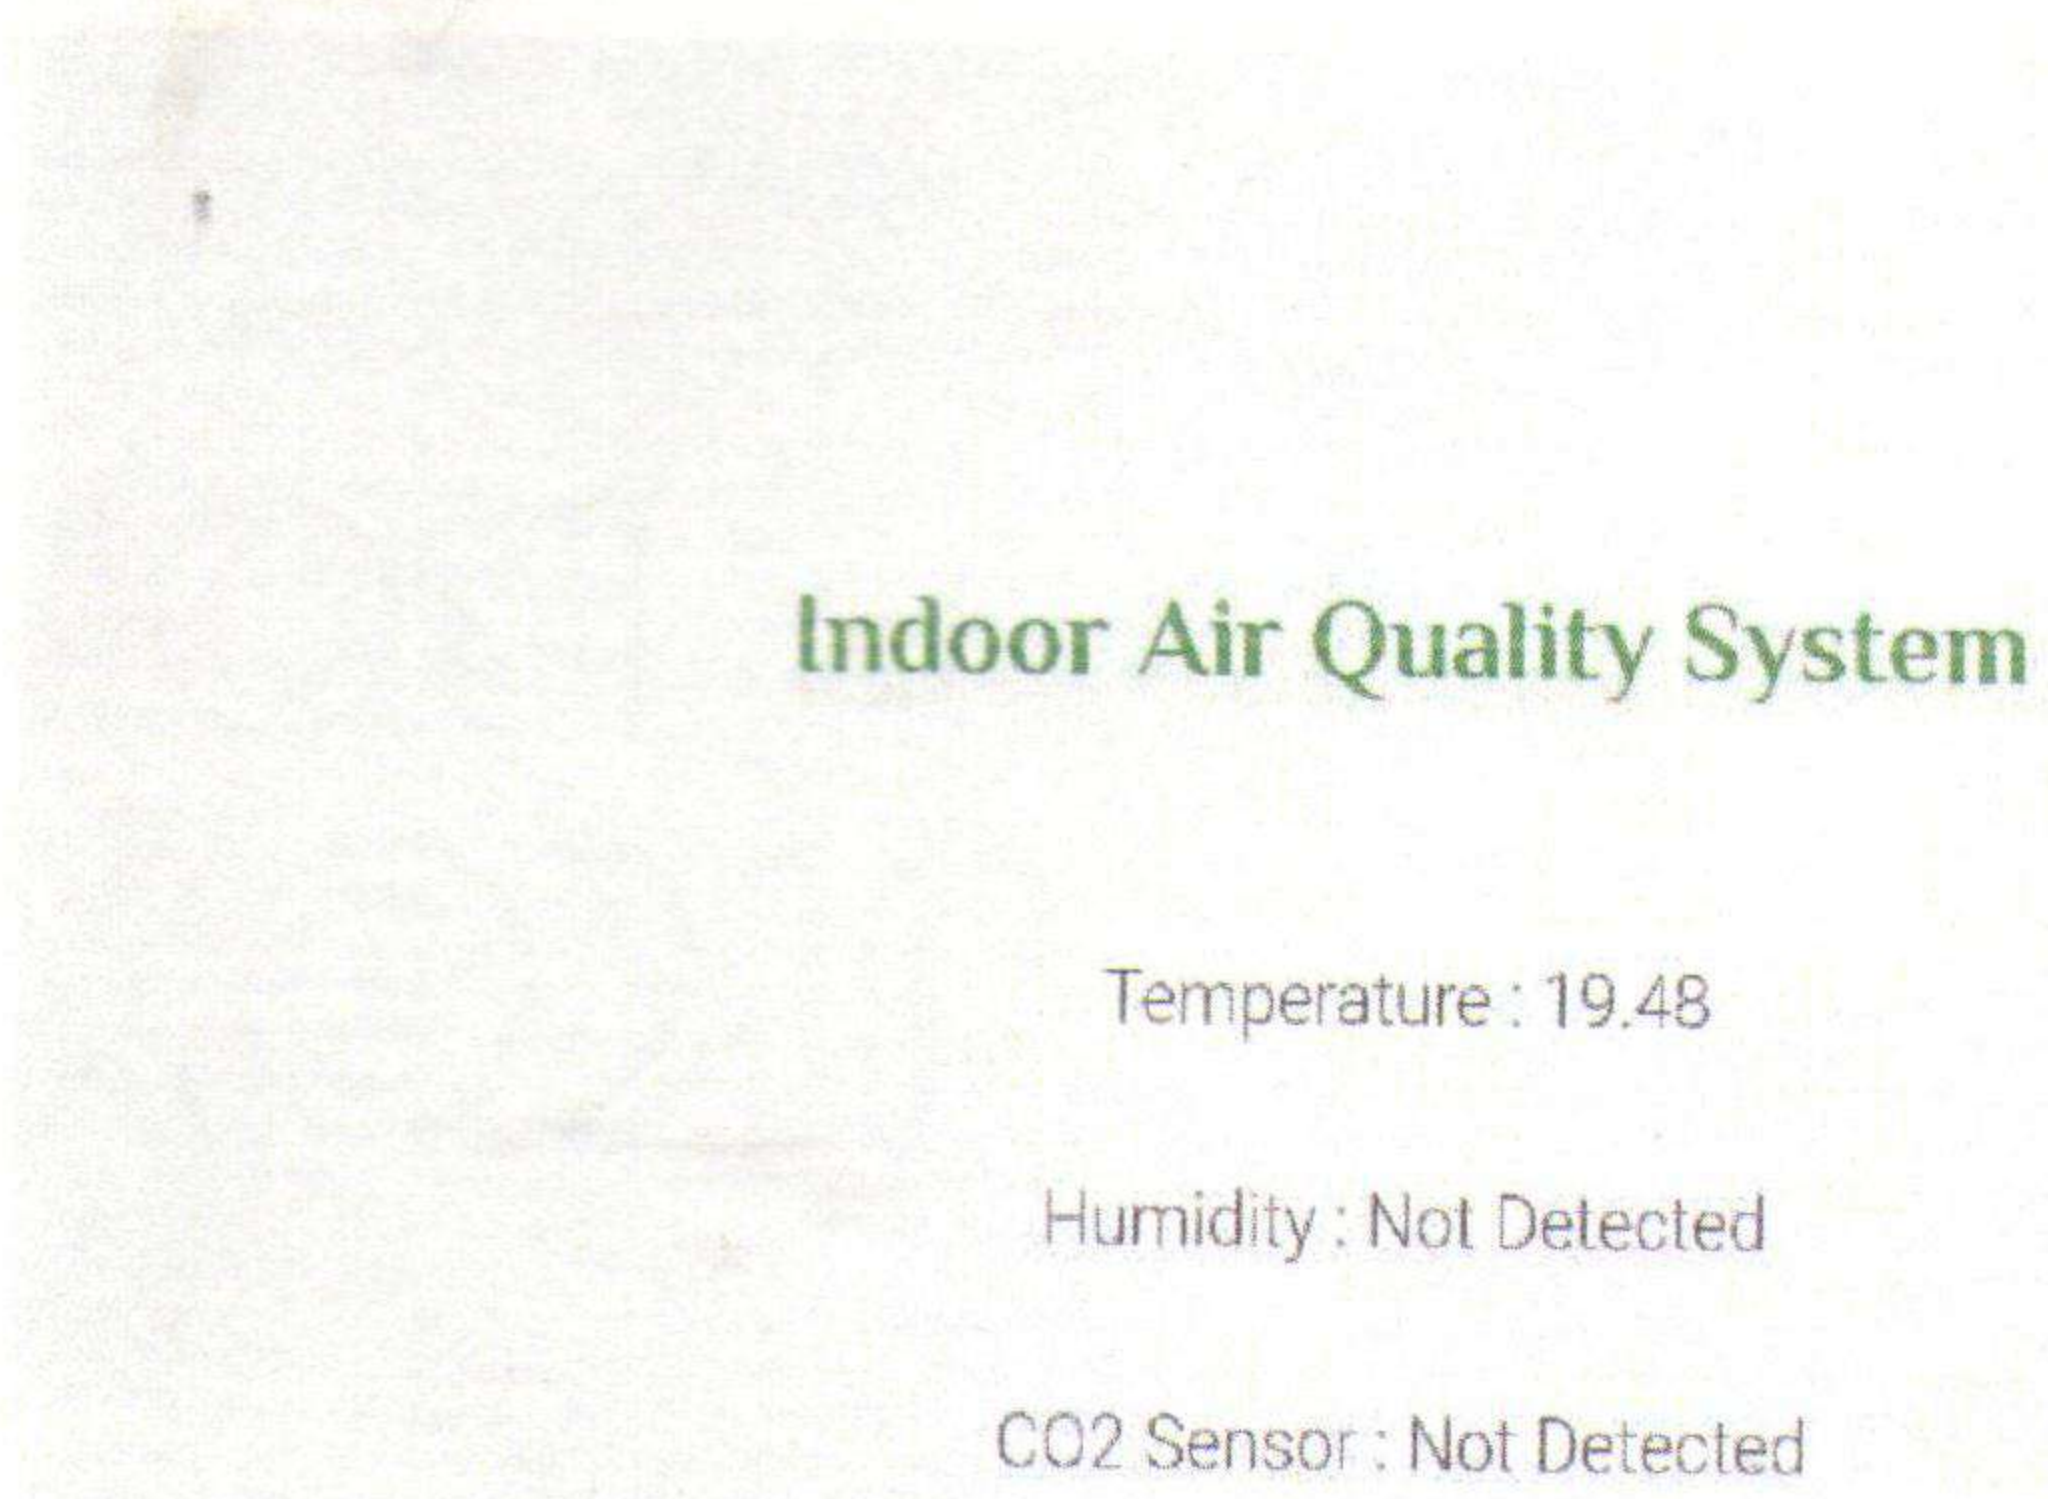 Indoor Air Quality System
Temperature : 19.48
Humidity : Not Detected
CO2 Sensor : Not Detected